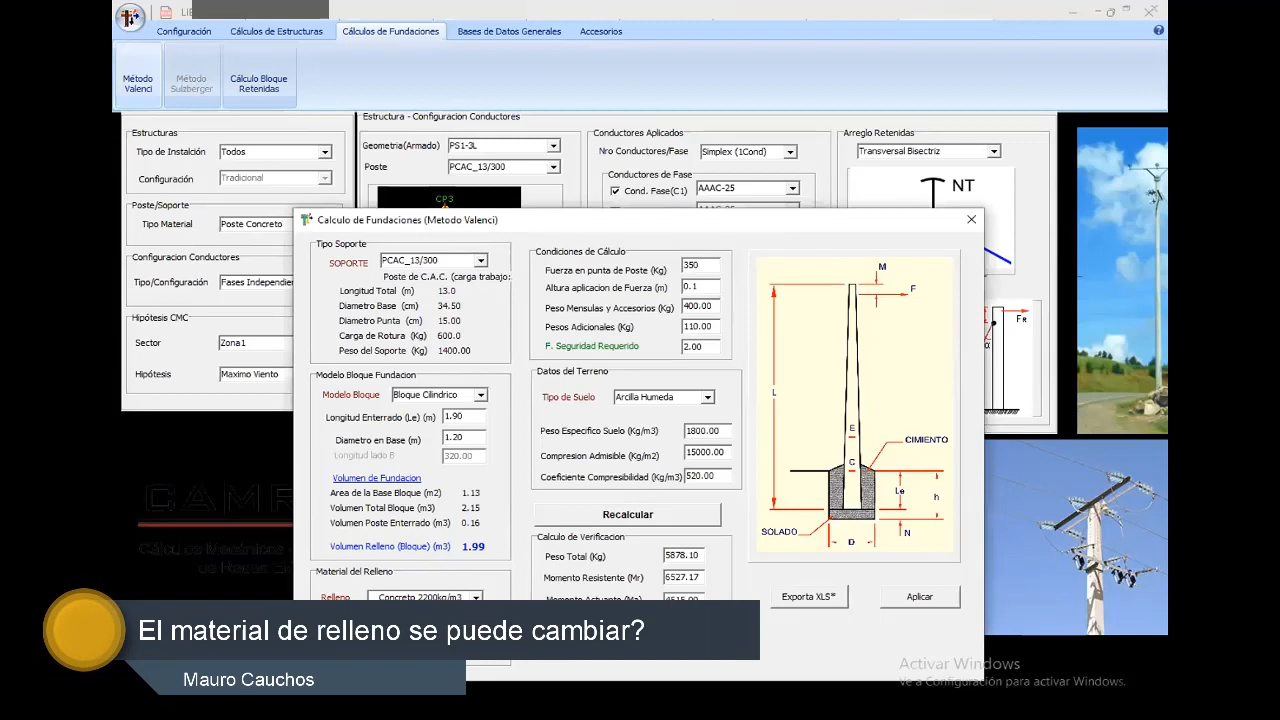 LIE
Configuración Cálculos de Estructuras Cálculos de Fundaciones Bases de Datos Generales Accesorios
Método Valenci
Método Sulzberger
Cálculo Bloque Retenidas
Estructuras
Tipo de Instalción Todos
Configuración Tradicional
Poste/Soporte
Tipo Material Poste Concreto
Configuracion Conductores
Tipo/Configuración Fases Independien
Hipótesis CMC
Sector Zona1
Hipótesis Maximo Viento
Estructura - Configuracion Conductores
Geometria(Armado) PS1-3L
Poste PCAC_13/300
CP3
Conductores Aplicados
Nro Conductores/Fase Simplex (1Cond)
Conductores de Fase
Cond. Fase(C1) AAAC-25
Arreglo Retenidas
Transversal Bisectriz
NT
FR
α
Calculo de Fundaciones (Metodo Valenci)
Tipo Soporte
SOPORTE PCAC_13/300
Poste de C.A.C. (carga trabajo:
Longitud Total (m) 13.0
Diametro Base (cm) 34.50
Diametro Punta (cm) 15.00
Carga de Rotura (Kg) 600.0
Peso del Soporte (Kg) 1400.00
Modelo Bloque Fundacion
Modelo Bloque Bloque Cilindrico
Longitud Enterrado (Le) (m) 1.90
Diametro en Base (m) 1.20
Longitud lado B 320.00
Volumen de Fundacion
Area de la Base Bloque (m2) 1.13
Volumen Total Bloque (m3) 2.15
Volumen Poste Enterrado (m3) 0.16
Volumen Relleno (Bloque) (m3) 1.99
Material del Relleno
Relleno Concreto 2200kg/m3
Condiciones de Cálculo
Fuerza en punta de Poste (Kg) 350
Altura aplicacion de Fuerza (m) 0.1
Peso Mensulas y Accesorios (Kg) 400.00
Pesos Adicionales (Kg) 110.00
F. Seguridad Requerido 2.00
Datos del Terreno
Tipo de Suelo Arcilla Humeda
Peso Especifico Suelo (Kg/m3) 1800.00
Compresion Admisible (Kg/m2) 15000.00
Coeficiente Compresibilidad (Kg/m3) 520.00
Recalcular
Calculo de Verificacion
Peso Total (Kg) 5878.10
Momento Resistente (Mr) 6527.17
M
F
L
E
C
CIMIENTO
Le
h
SOLADO
D
N
Exporta XLS* Aplicar
El material de relleno se puede cambiar?
Mauro Cauchos
Activar Windows
Ve a Configuración para activar Windows.